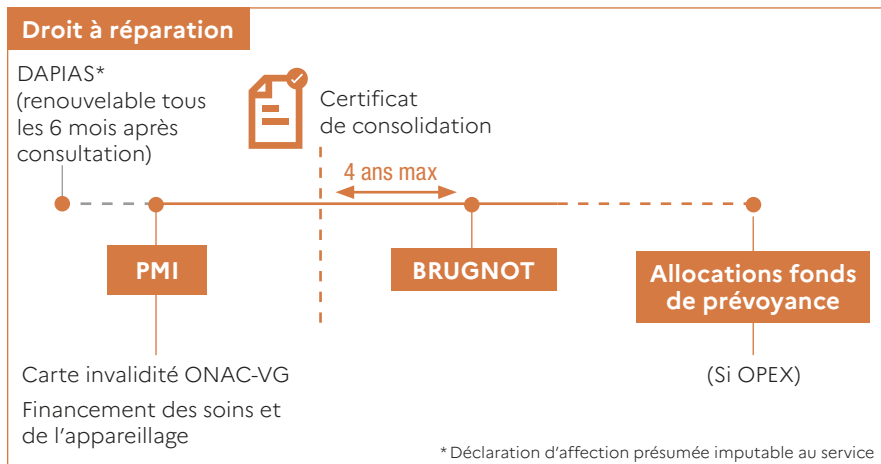 Droit à réparation
DAPIAS*
(renouvelable tous
les 6 mois après
consultation)
Certificat
de consolidation
4 ans max
PMI
BRUGNOT
Allocations fonds
de prévoyance
Carte invalidité ONAC-VG
Financement des soins et
de l’appareillage
(Si OPEX)
* Déclaration d’affection présumée imputable au service